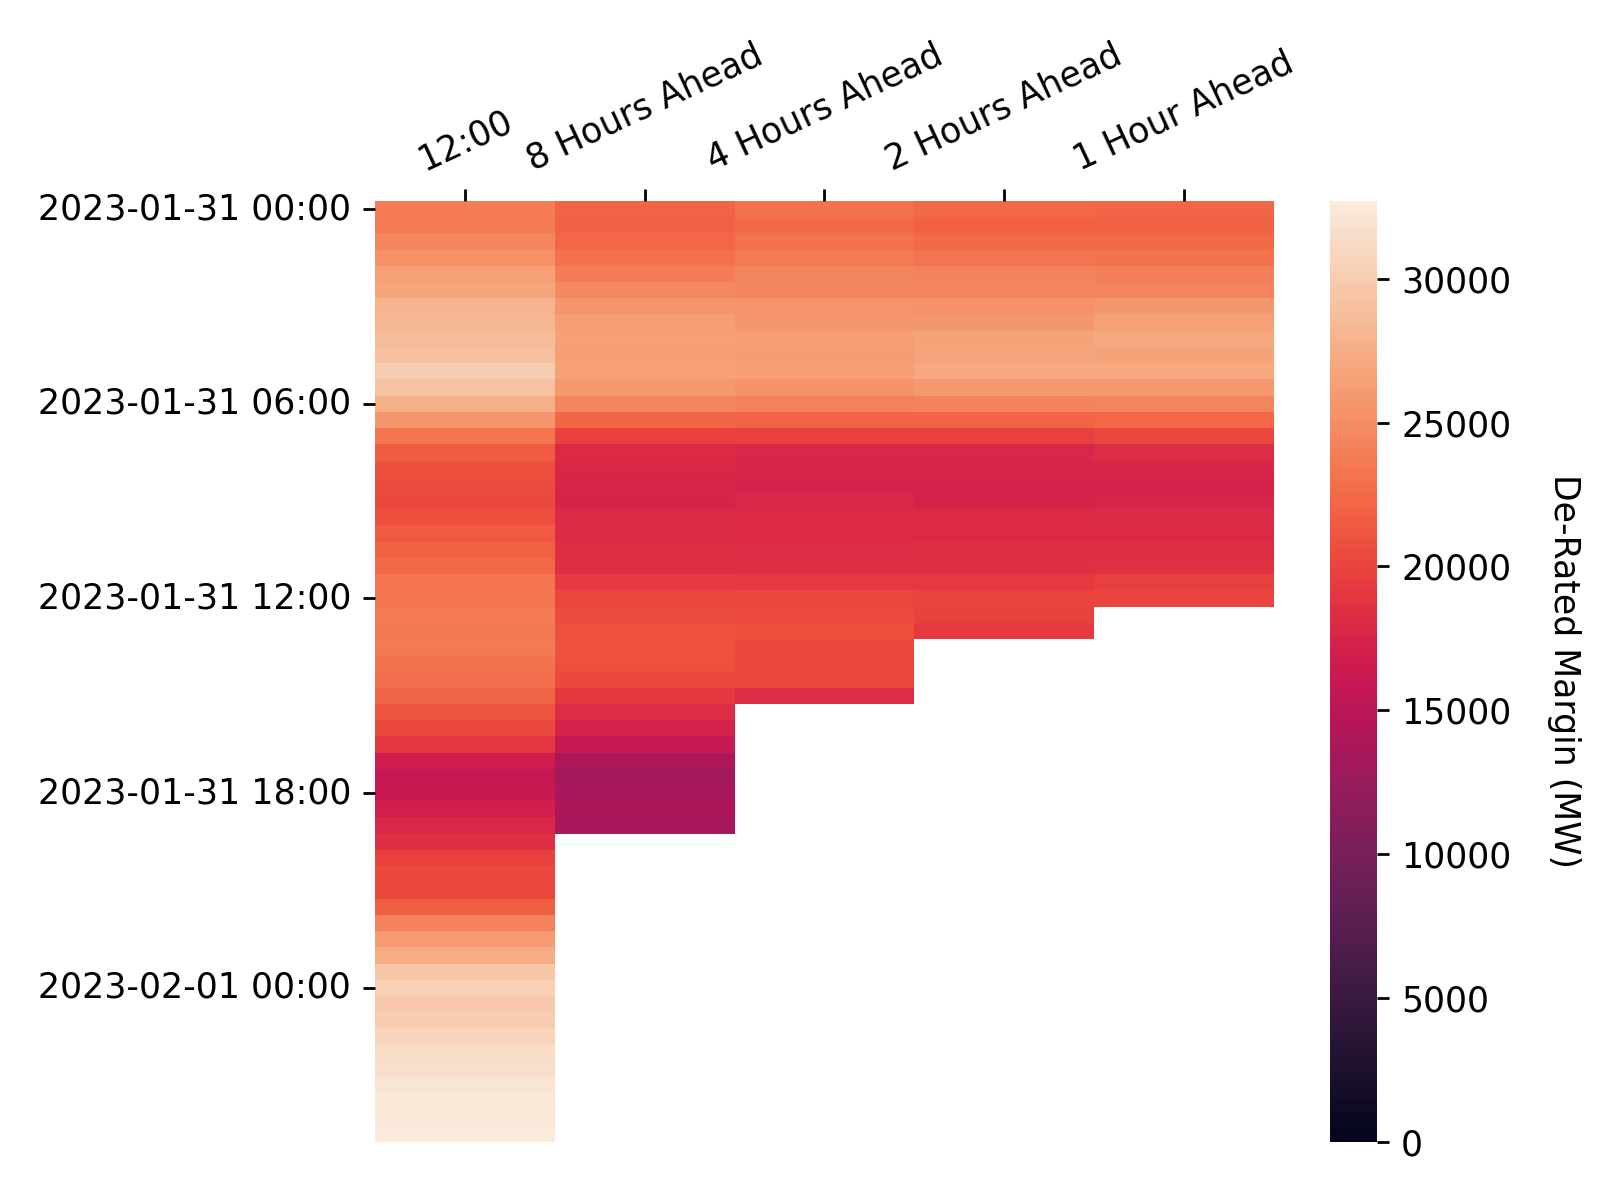 12:00
8 Hours Ahead
4 Hours Ahead
2 Hours Ahead
1 Hour Ahead
2023-01-31 00:00
2023-01-31 06:00
2023-01-31 12:00
2023-01-31 18:00
2023-02-01 00:00
30000
25000
20000
15000
10000
5000
0
De-Rated Margin (MW)